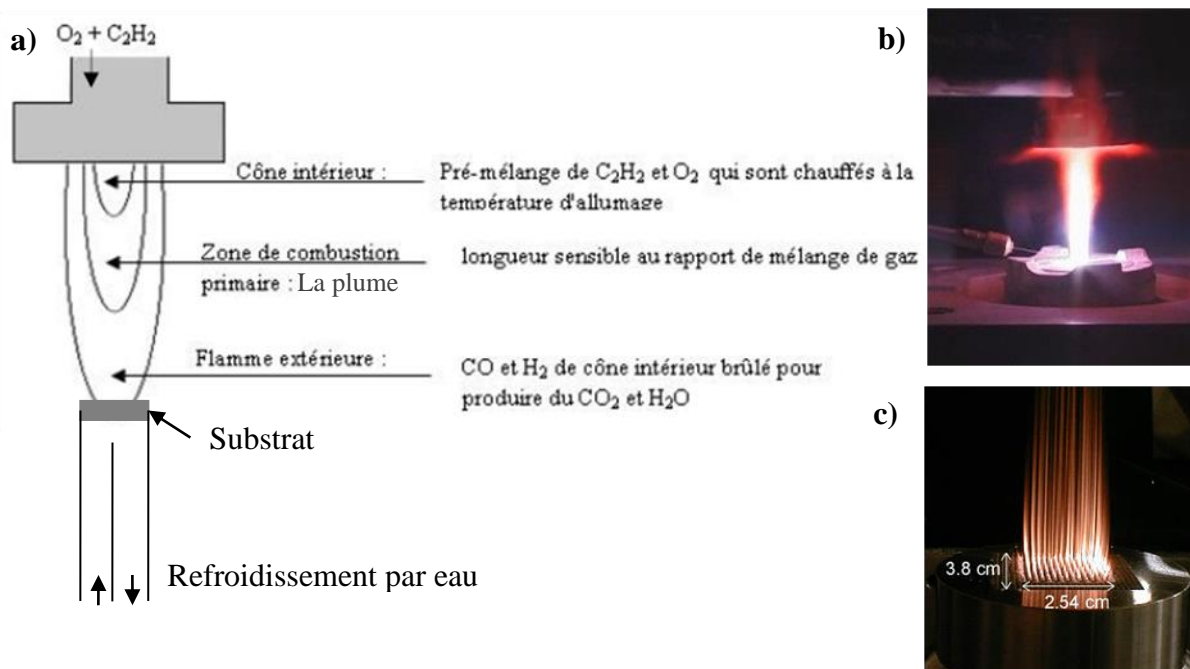 a)
O₂ + C₂H₂
Cône intérieur :
Pré-mélange de C₂H₂ et O₂ qui sont chauffés à la
température d'allumage
Zone de combustion
primaire : La plume
longueur sensible au rapport de mélange de gaz
Flamme extérieure :
CO et H₂ de cône intérieur brûlé pour
produire du CO₂ et H₂O
Substrat
Refroidissement par eau
b)
c)
3.8 cm
2.54 cm